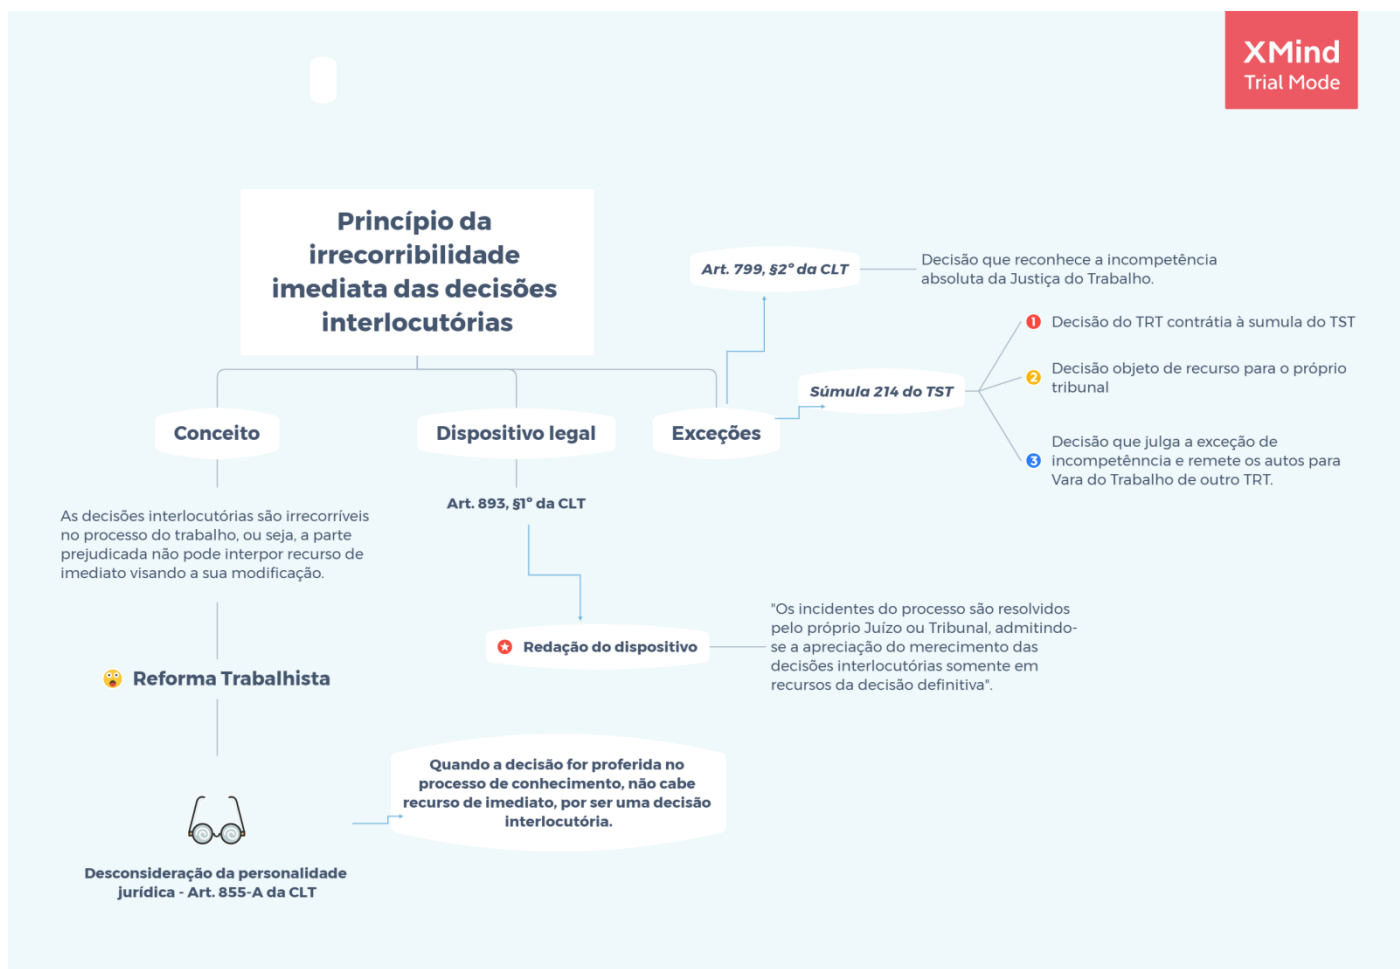 XMind
Trial Mode
Princípio da
irrecorribilidade
imediata das decisões
interlocutórias
Conceito
As decisões interlocutórias são irrecorríveis
no processo do trabalho, ou seja, a parte
prejudicada não pode interpor recurso de
imediato visando a sua modificação.
Reforma Trabalhista
Desconsideração da personalidade
jurídica - Art. 855-A da CLT
Quando a decisão for proferida no
processo de conhecimento, não cabe
recurso de imediato, por ser uma decisão
interlocutória.
Dispositivo legal
Art. 893, §1º da CLT
Redação do dispositivo
"Os incidentes do processo são resolvidos
pelo próprio Juízo ou Tribunal, admitindo-
se a apreciação do merecimento das
decisões interlocutórias somente em
recursos da decisão definitiva".
Exceções
Art. 799, §2º da CLT
Decisão que reconhece a incompetência
absoluta da Justiça do Trabalho.
Súmula 214 do TST
1 Decisão do TRT contrátia à sumula do TST
2 Decisão objeto de recurso para o próprio
tribunal
3 Decisão que julga a exceção de
incompetênncia e remete os autos para
Vara do Trabalho de outro TRT.